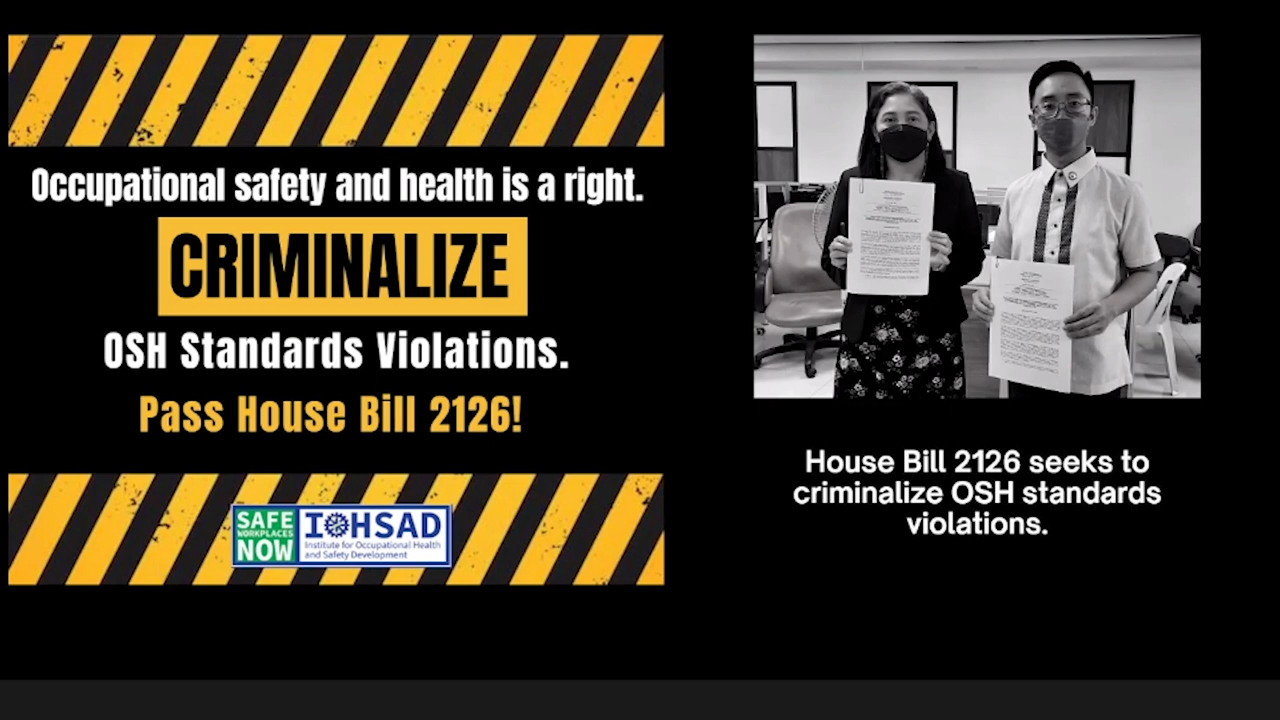 Occupational safety and health is a right.
CRIMINALIZE
OSH Standards Violations.
Pass House Bill 2126!
SAFE
WORKPLACES
NOW
IOHSAD
Institute for Occupational Health
and Safety Development
House Bill 2126 seeks to
criminalize OSH standards
violations.